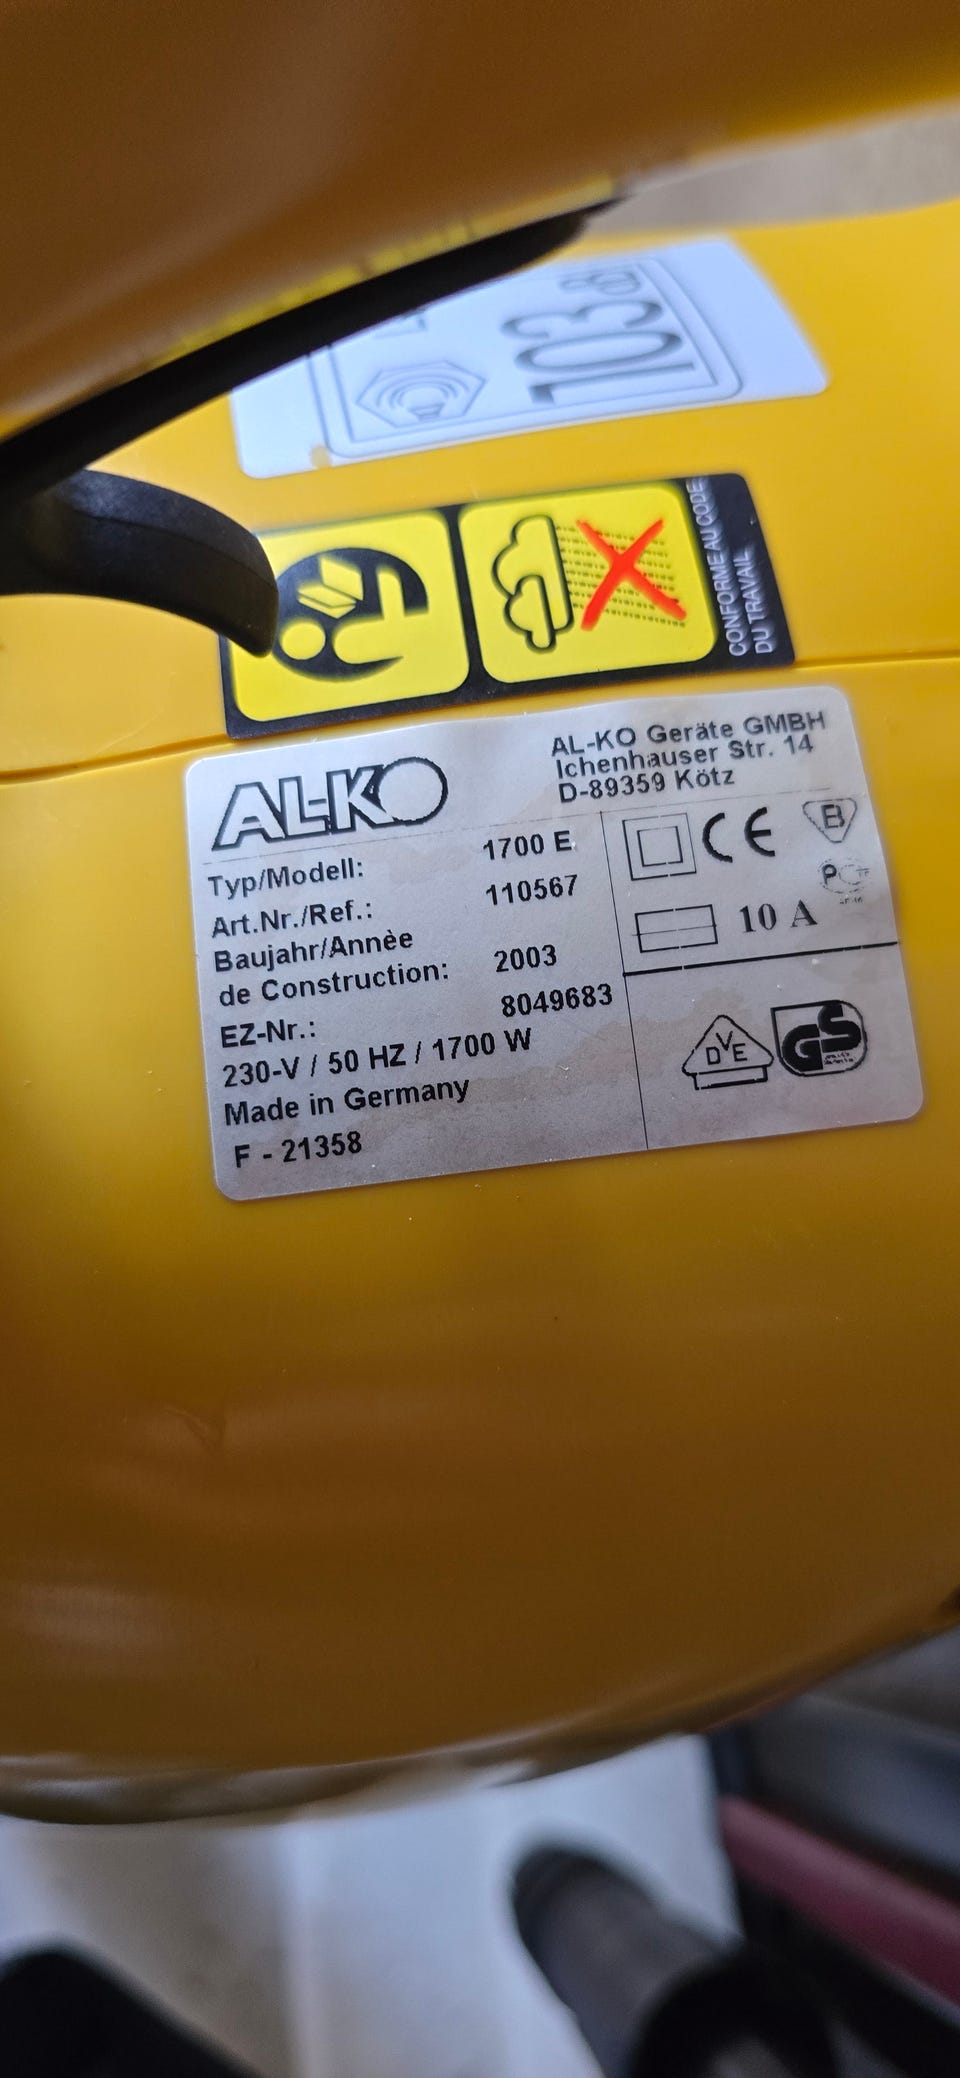 103 dB
CONFORME AU CODE
DU TRAVAIL
AL-KO
AL-KO Geräte GMBH
Ichenhauser Str. 14
D-89359 Kötz
Typ/Modell: 1700 E
Art.Nr./Ref.: 110567
Baujahr/Annèe
de Construction: 2003
EZ-Nr.: 8049683
230-V / 50 HZ / 1700 W
Made in Germany
F - 21358
CE
B
10 A
DVE
GS